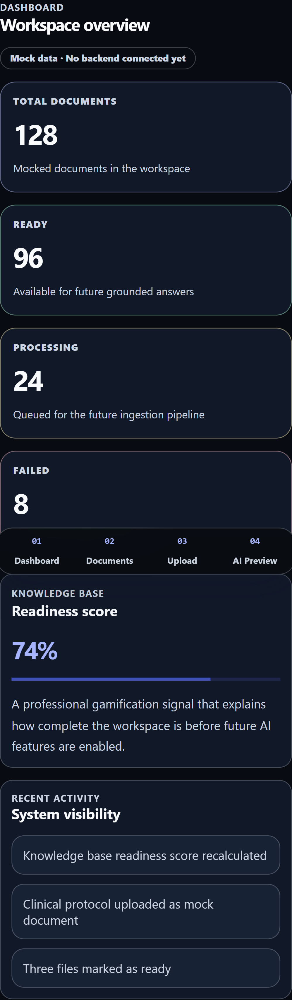 DASHBOARD
Workspace overview
Mock data · No backend connected yet
TOTAL DOCUMENTS
128
Mocked documents in the workspace
READY
96
Available for future grounded answers
PROCESSING
24
Queued for the future ingestion pipeline
FAILED
8
01
Dashboard
02
Documents
03
Upload
04
AI Preview
KNOWLEDGE BASE
Readiness score
74%
A professional gamification signal that explains
how complete the workspace is before future AI
features are enabled.
RECENT ACTIVITY
System visibility
Knowledge base readiness score recalculated
Clinical protocol uploaded as mock
document
Three files marked as ready